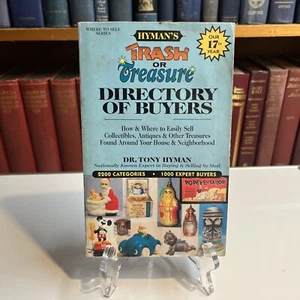 WHERE TO SELL
SERIES
HYMAN'S
TRASH
OR
Treasure
OUR
17th
YEAR
DIRECTORY
OF BUYERS
How & Where to Easily Sell
Collectibles, Antiques & Other Treasures
Found Around Your House & Neighborhood
DR. TONY HYMAN
Nationally Known Expert in Buying & Selling by Mail
2200 CATEGORIES • 1000 EXPERT BUYERS